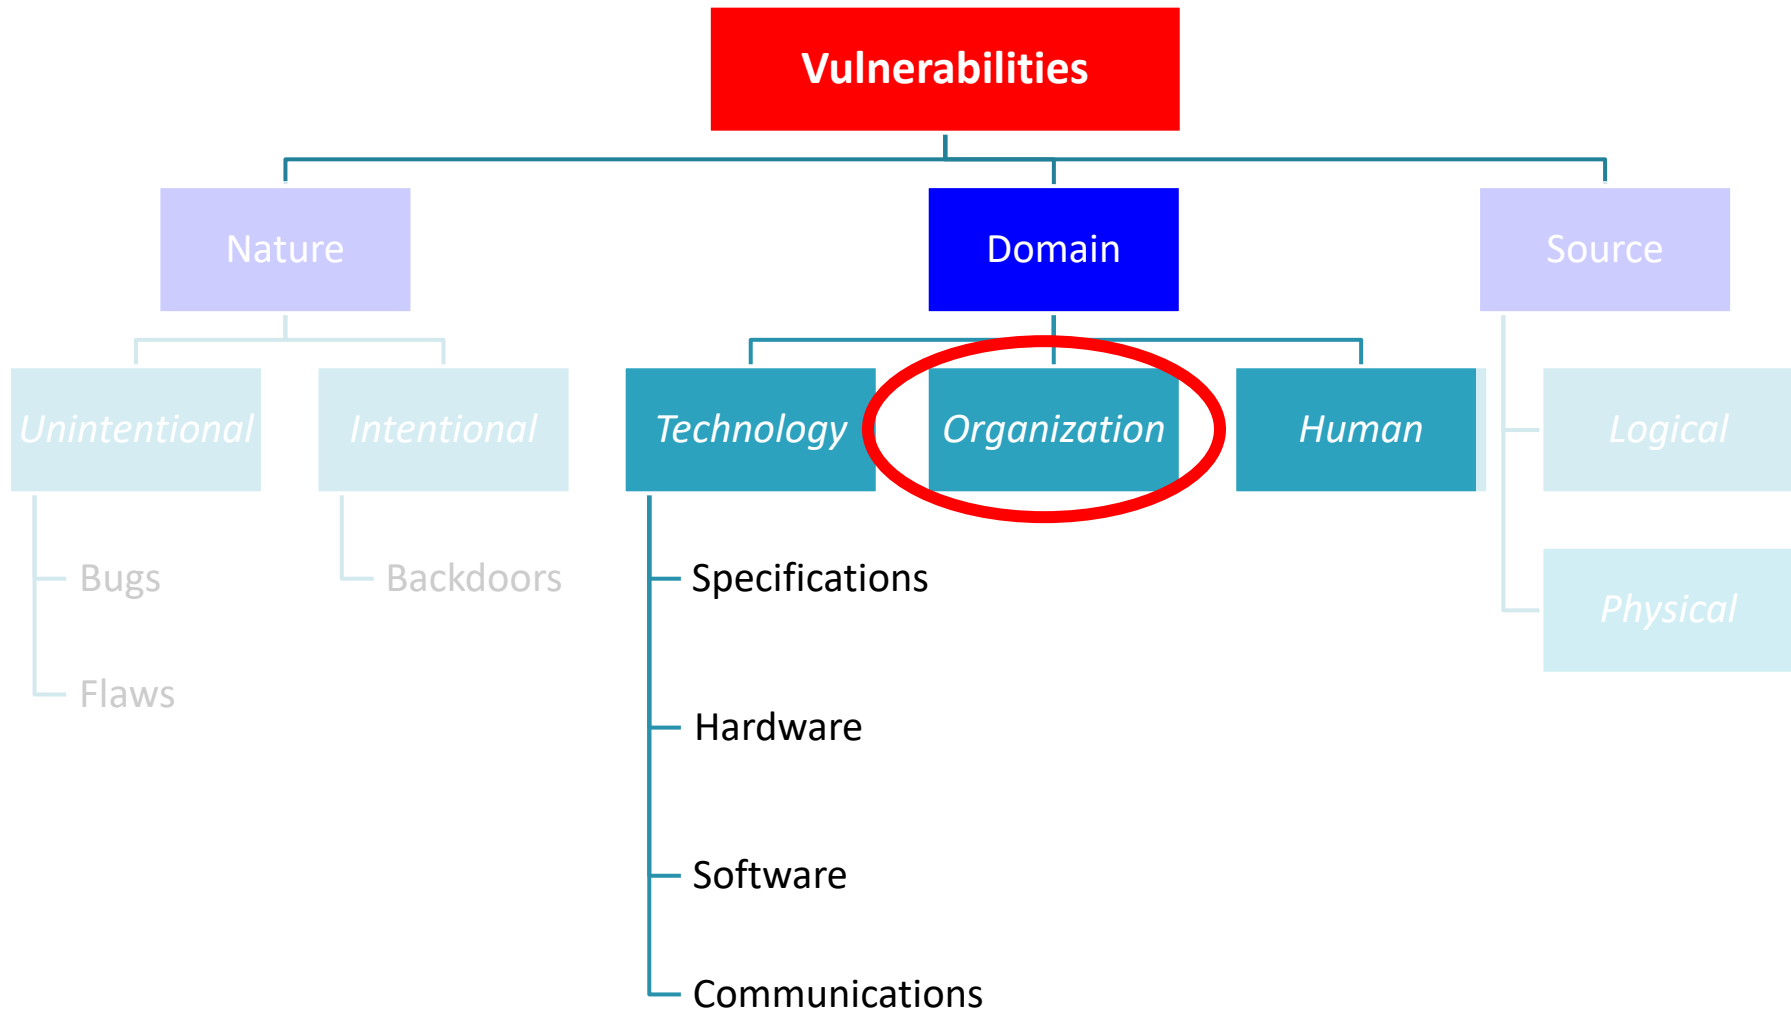 Vulnerabilities
Nature
Domain
Source
Unintentional
Intentional
Technology
Organization
Human
Logical
Bugs
Backdoors
Specifications
Physical
Flaws
Hardware
Software
Communications